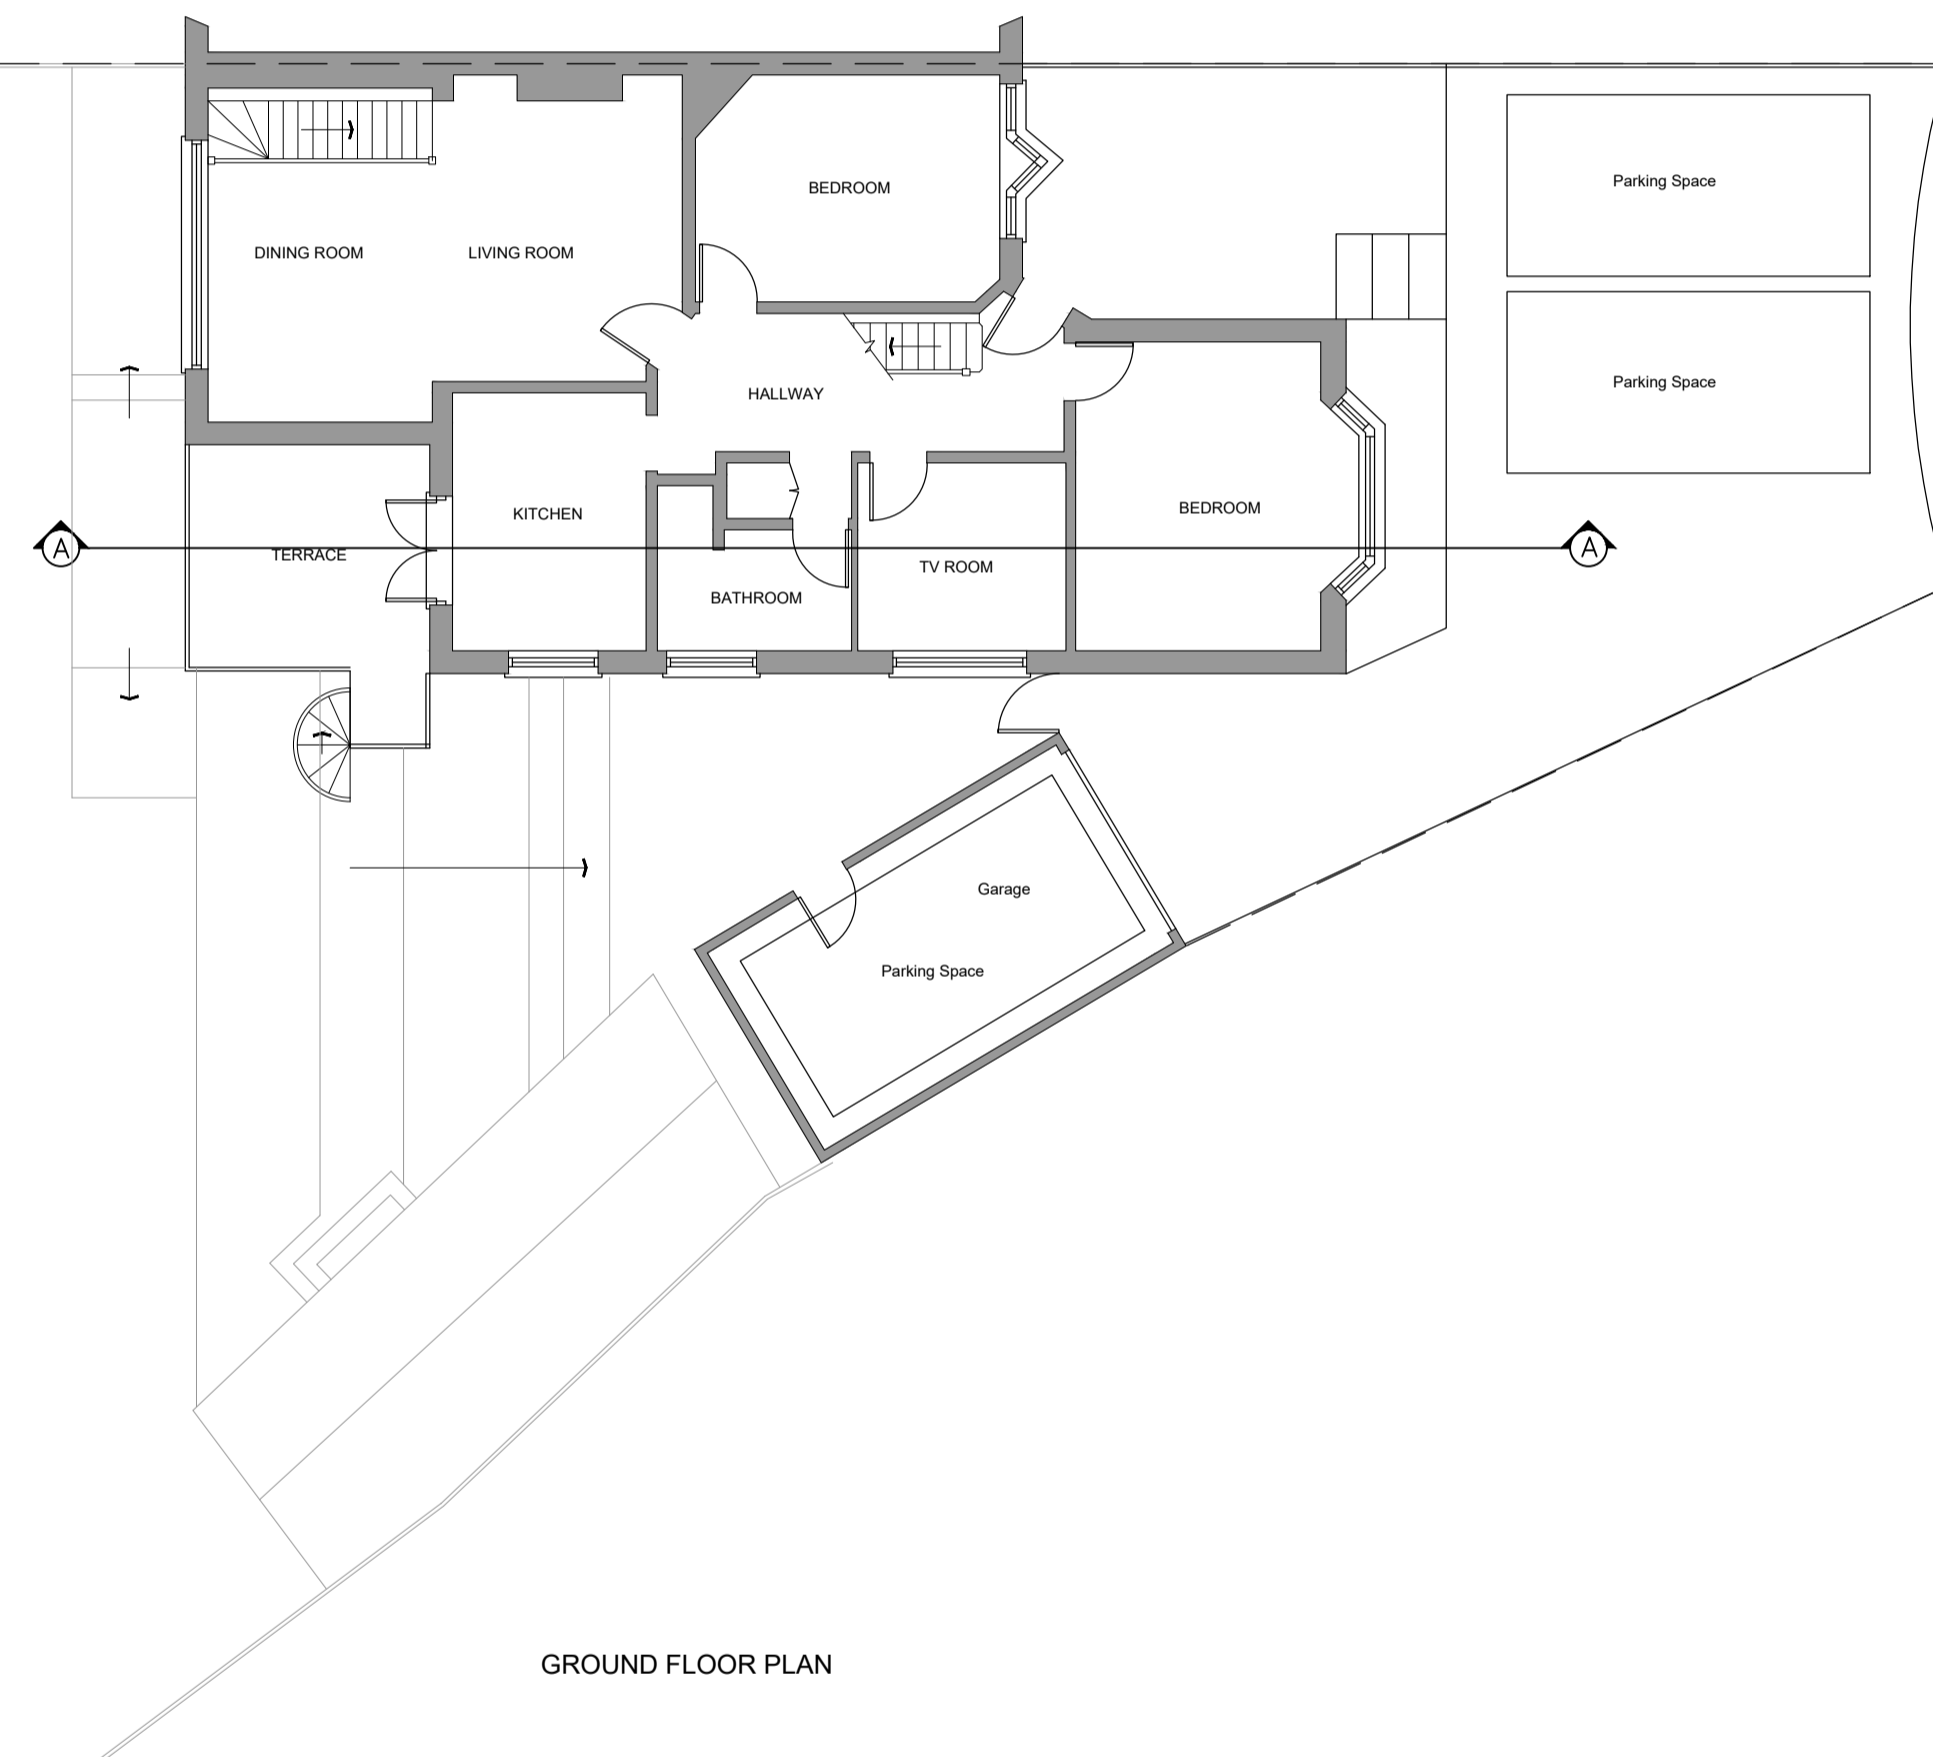 Parking Space
BEDROOM
DINING ROOM
LIVING ROOM
Parking Space
HALLWAY
BEDROOM
KITCHEN
A
TERRACE
A
TV ROOM
BATHROOM
Garage
Parking Space
GROUND FLOOR PLAN